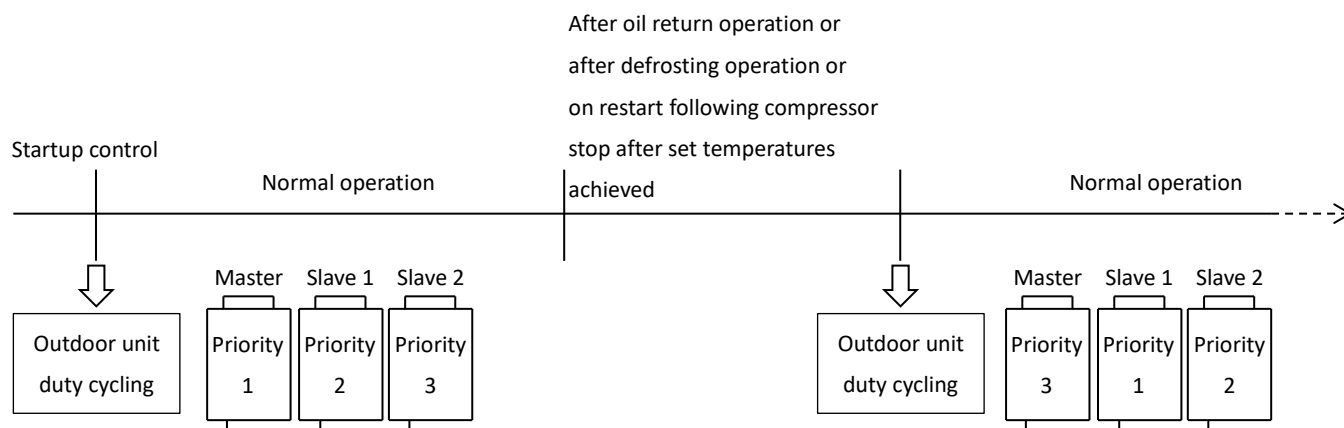 After oil return operation or
after defrosting operation or
on restart following compressor
stop after set temperatures
achieved
Startup control
Normal operation
Normal operation
Master Slave 1 Slave 2
Outdoor unit
duty cycling
Priority Priority Priority
1 2 3
Master Slave 1 Slave 2
Outdoor unit
duty cycling
Priority Priority Priority
3 1 2